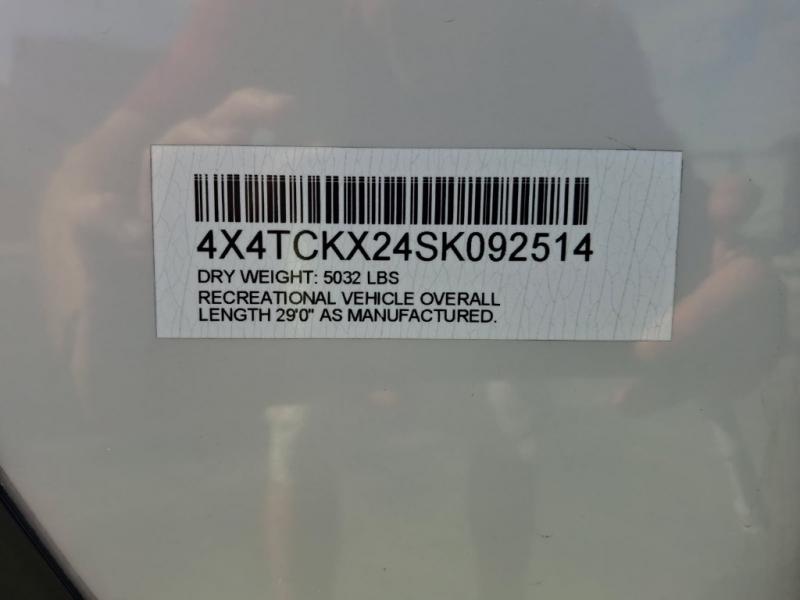 4X4TCKX24SK092514
DRY WEIGHT: 5032 LBS
RECREATIONAL VEHICLE OVERALL
LENGTH 29'0" AS MANUFACTURED.